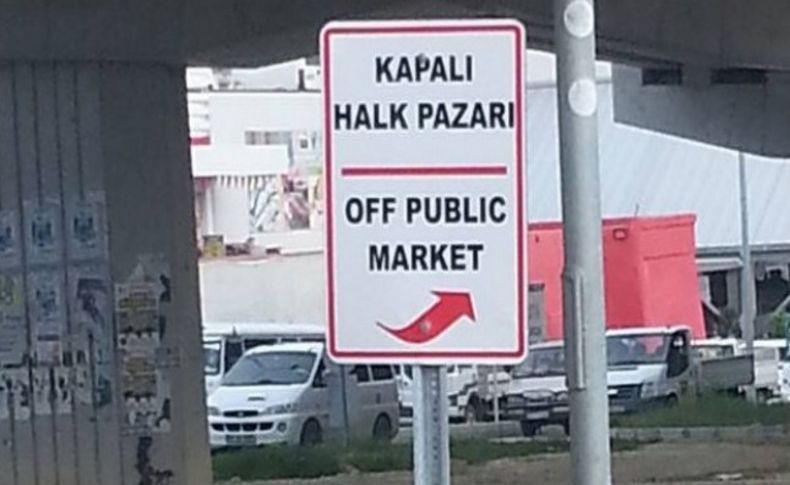 KAPALI
HALK PAZARI
OFF PUBLIC
MARKET